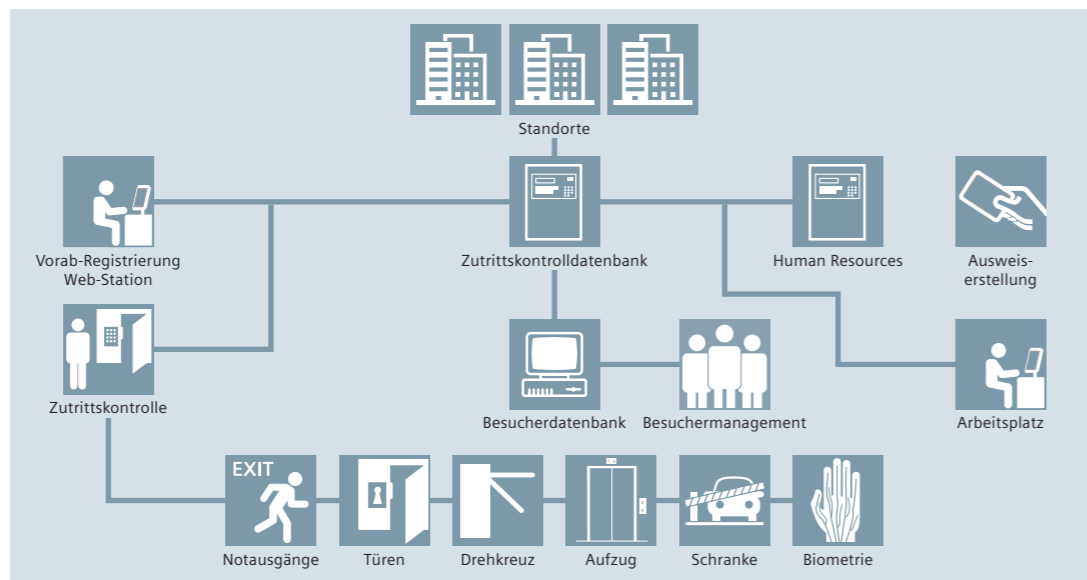 Standorte
Vorab-Registrierung
Web-Station
Zutrittskontrolldatenbank
Human Resources
Ausweis-
erstellung
Zutrittskontrolle
Besucherdatenbank
Besuchermanagement
Arbeitsplatz
EXIT
Notausgänge
Türen
Drehkreuz
Aufzug
Schranke
Biometrie